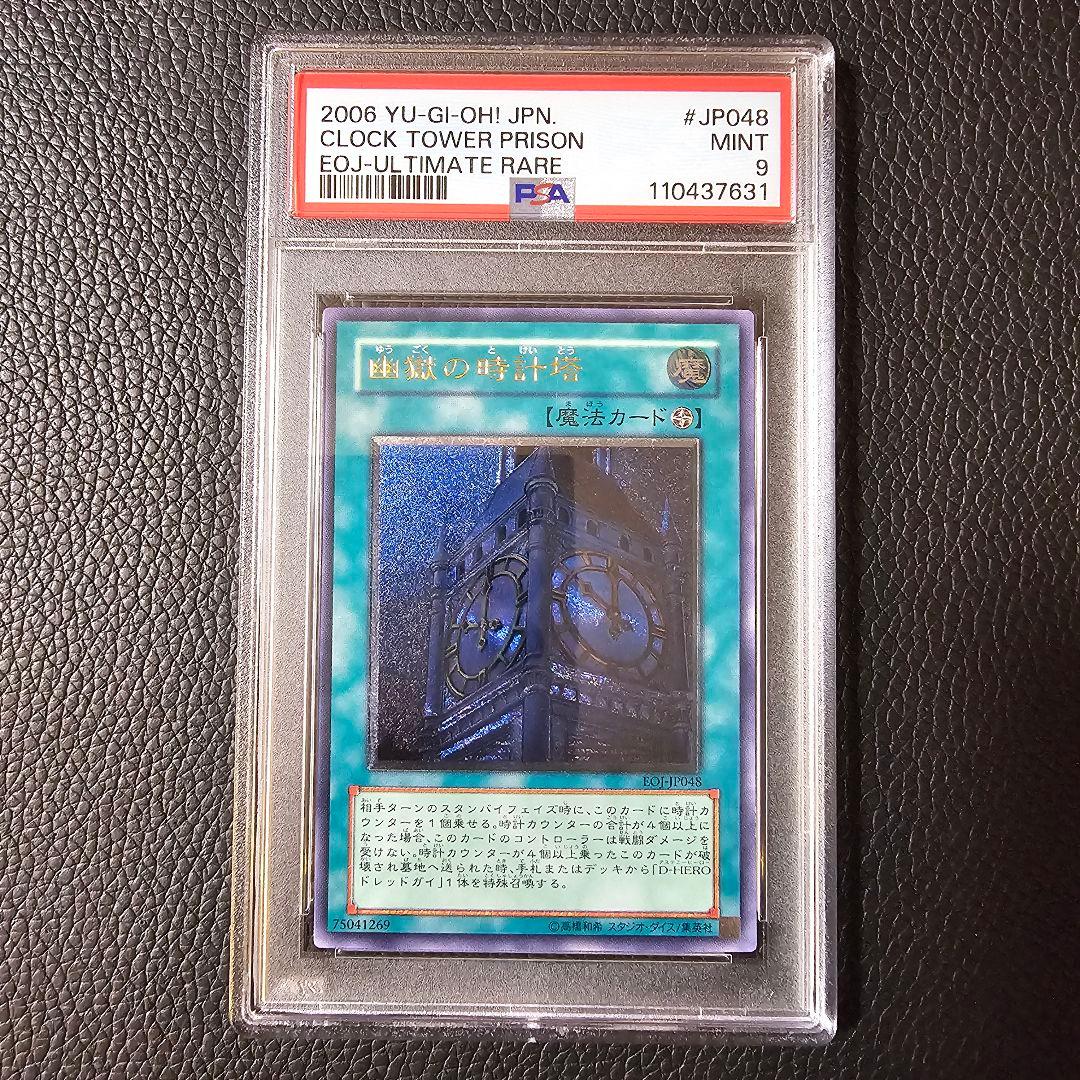 2006 YU-GI-OH! JPN. #JP048
CLOCK TOWER PRISON MINT
EOJ-ULTIMATE RARE 9
PSA 110437631
幽獄の時計塔 魔
【魔法カード】
EOJ-JP048
相手ターンのスタンバイフェイズ時に、このカードに時計カ
ウンターを1個乗せる。時計カウンターの合計が4個以上に
なった場合、このカードのコントローラーは戦闘ダメージを
受けない。時計カウンターが4個以上乗ったこのカードが破
壊され墓地へ送られた時、手札またはデッキから「D-HERO
ドレッドガイ」1体を特殊召喚する。
75041269 ©高橋和希 スタジオ・ダイス/集英社